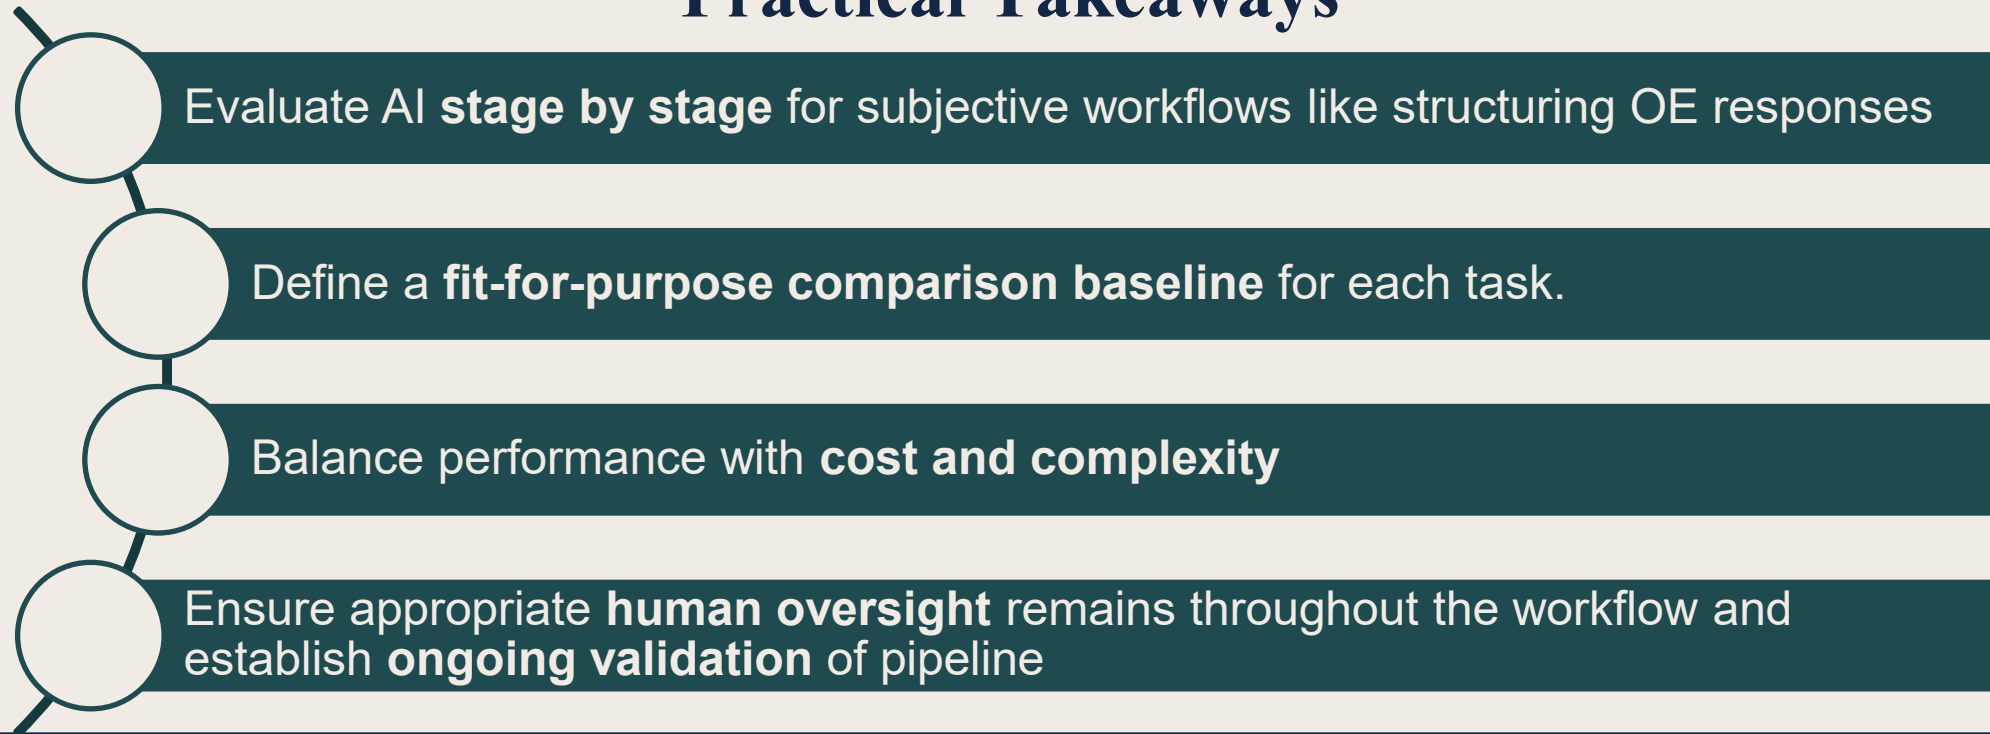 Practical Takeaways
Evaluate AI stage by stage for subjective workflows like structuring OE responses
Define a fit-for-purpose comparison baseline for each task.
Balance performance with cost and complexity
Ensure appropriate human oversight remains throughout the workflow and
establish ongoing validation of pipeline